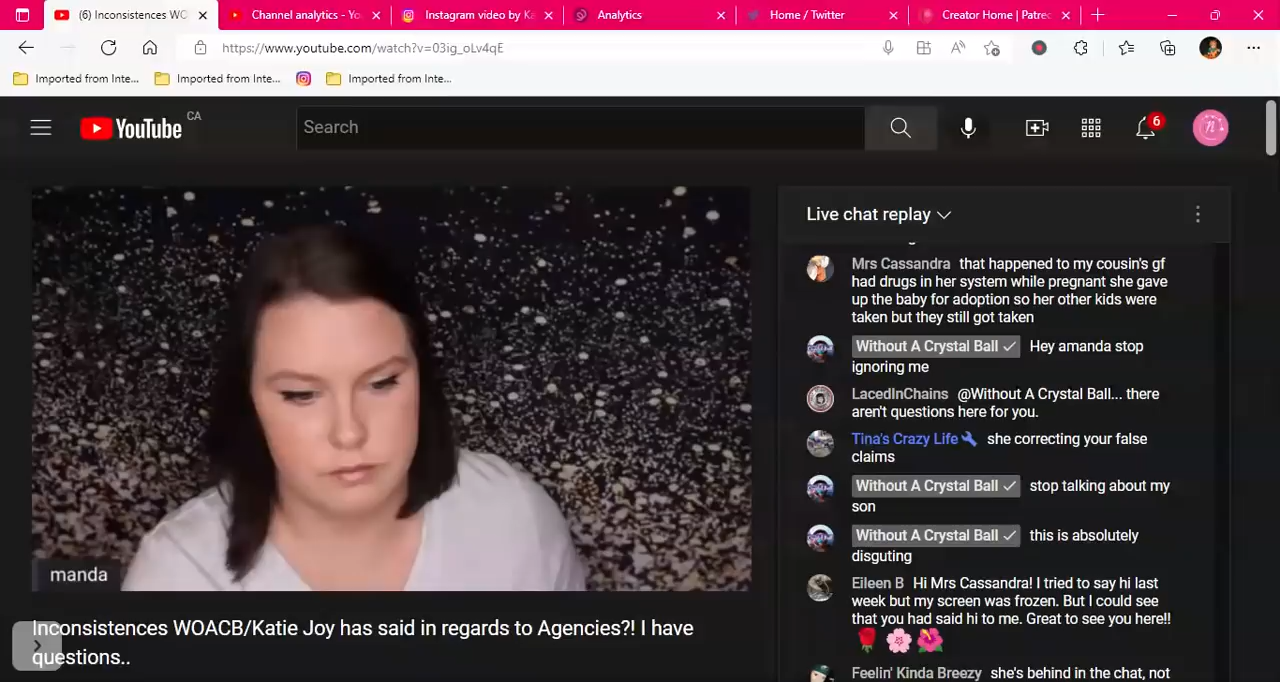 (6) Inconsistences WO
Channel analytics - Yo
Instagram video by Ka
Analytics
Home / Twitter
Creator Home | Patrec
https://www.youtube.com/watch?v=03ig_oLv4qE
Imported from Inte...
Imported from Inte...
Imported from Inte...
YouTube CA
Search
6
Live chat replay
Mrs Cassandra that happened to my cousin's gf
had drugs in her system while pregnant she gave
up the baby for adoption so her other kids were
taken but they still got taken
Without A Crystal Ball Hey amanda stop
ignoring me
LacedInChains @Without A Crystal Ball... there
aren't questions here for you.
Tina's Crazy Life she correcting your false
claims
Without A Crystal Ball stop talking about my
son
Without A Crystal Ball this is absolutely
disguting
Eileen B Hi Mrs Cassandra! I tried to say hi last
week but my screen was frozen. But I could see
that you had said hi to me. Great to see you here!!
Feelin' Kinda Breezy she's behind in the chat, not
manda
Inconsistences WOACB/Katie Joy has said in regards to Agencies?! I have
questions..